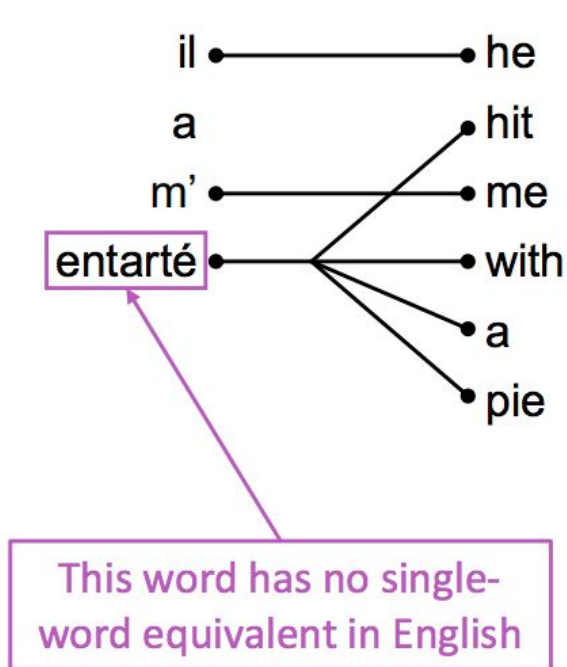 il he
a hit
m’ me
entarté with
a
pie
This word has no single-
word equivalent in English